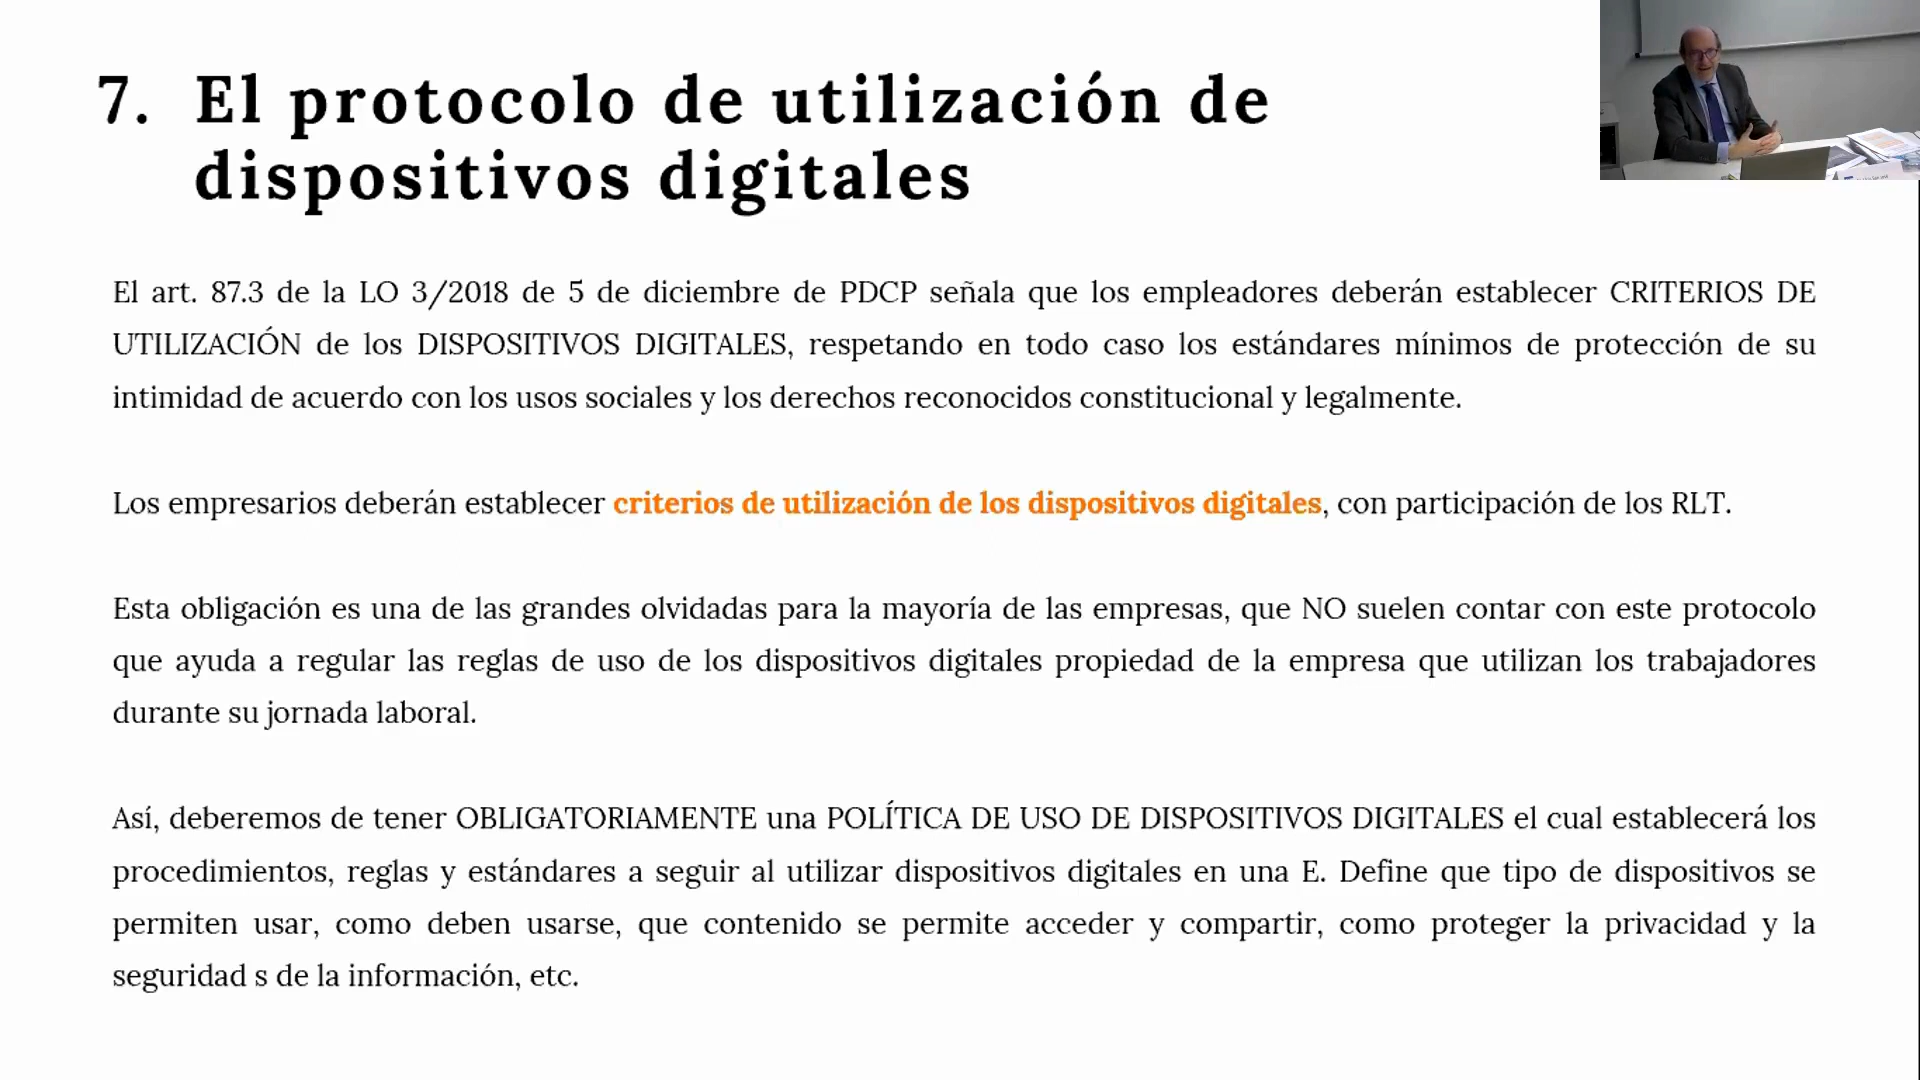 7. El protocolo de utilización de
dispositivos digitales
El art. 87.3 de la LO 3/2018 de 5 de diciembre de PDCP señala que los empleadores deberán establecer CRITERIOS DE
UTILIZACIÓN de los DISPOSITIVOS DIGITALES, respetando en todo caso los estándares mínimos de protección de su
intimidad de acuerdo con los usos sociales y los derechos reconocidos constitucional y legalmente.
Los empresarios deberán establecer criterios de utilización de los dispositivos digitales, con participación de los RLT.
Esta obligación es una de las grandes olvidadas para la mayoría de las empresas, que NO suelen contar con este protocolo
que ayuda a regular las reglas de uso de los dispositivos digitales propiedad de la empresa que utilizan los trabajadores
durante su jornada laboral.
Así, deberemos de tener OBLIGATORIAMENTE una POLÍTICA DE USO DE DISPOSITIVOS DIGITALES el cual establecerá los
procedimientos, reglas y estándares a seguir al utilizar dispositivos digitales en una E. Define que tipo de dispositivos se
permiten usar, como deben usarse, que contenido se permite acceder y compartir, como proteger la privacidad y la
seguridad s de la información, etc.